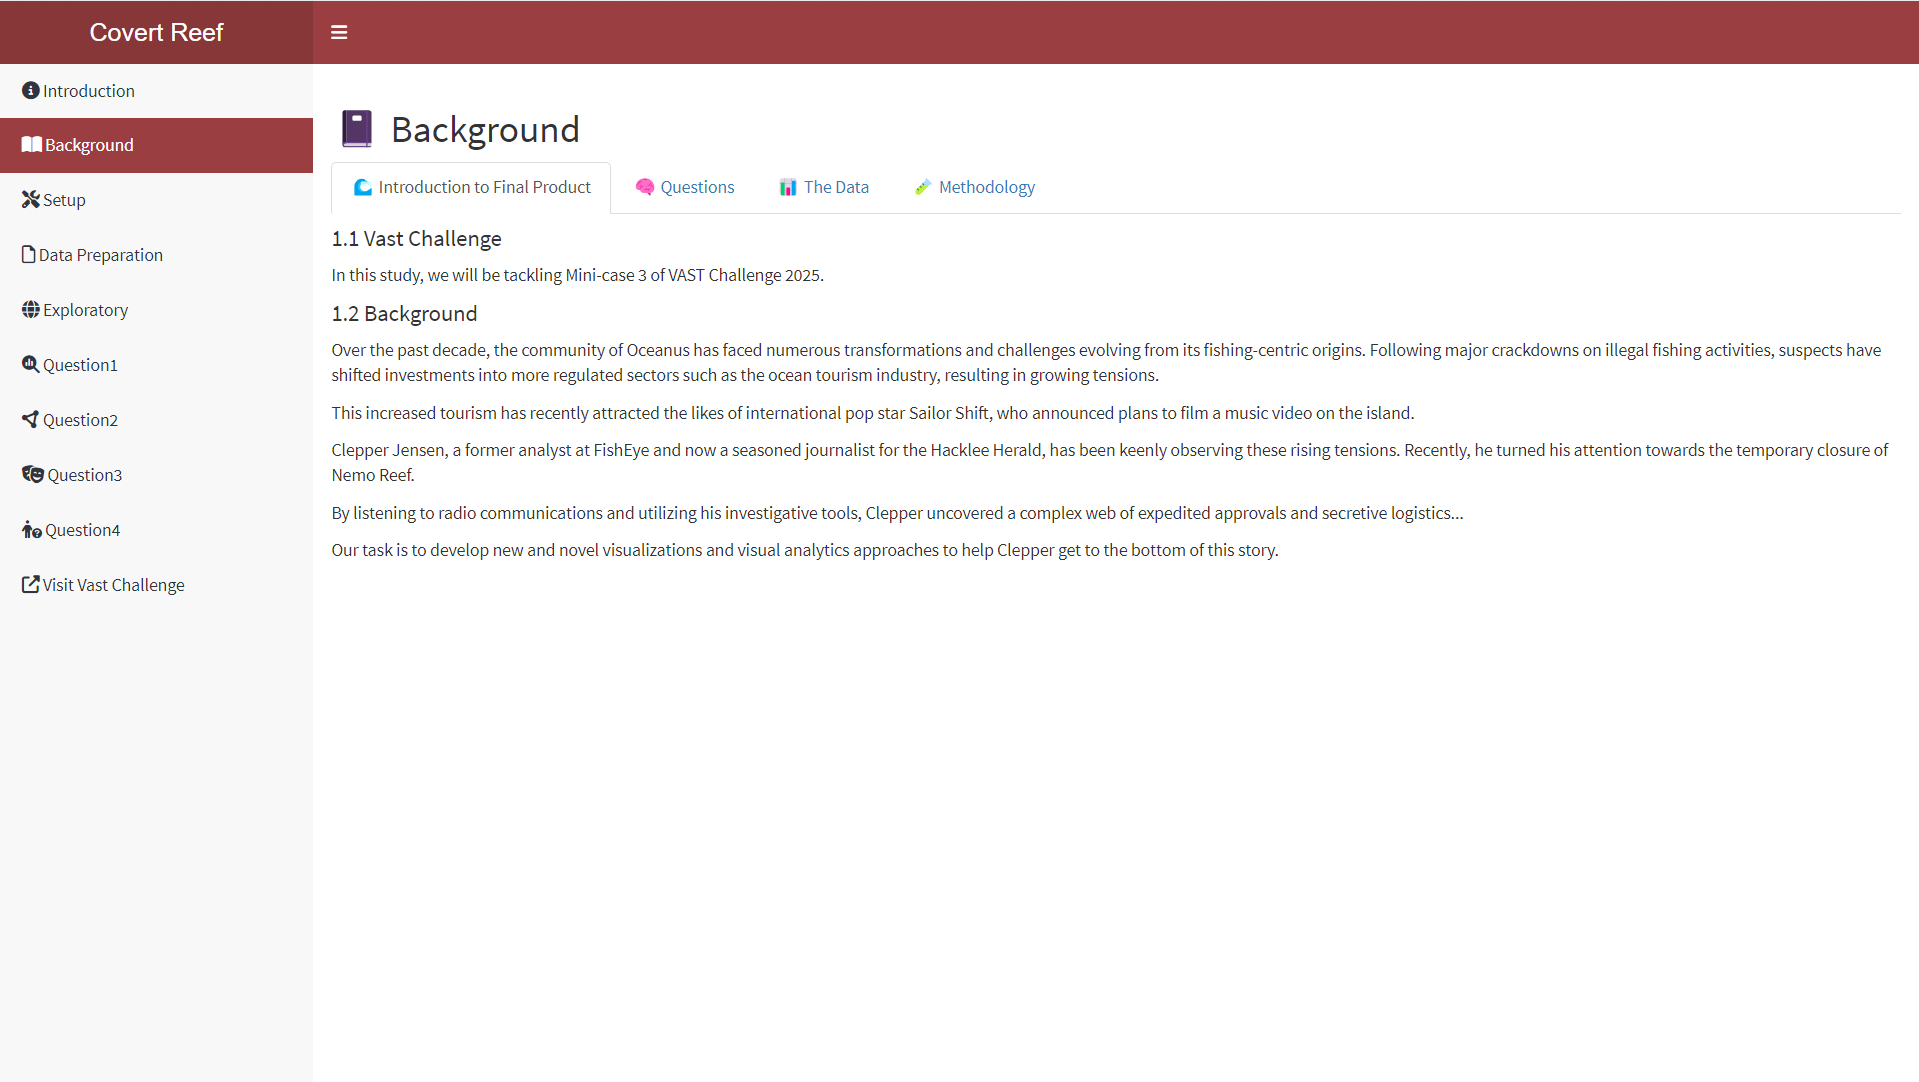 Covert Reef
Introduction
Background
Setup
Data Preparation
Exploratory
Question1
Question2
Question3
Question4
Visit Vast Challenge
Background
Introduction to Final Product
Questions
The Data
Methodology
1.1 Vast Challenge
In this study, we will be tackling Mini-case 3 of VAST Challenge 2025.
1.2 Background
Over the past decade, the community of Oceanus has faced numerous transformations and challenges evolving from its fishing-centric origins. Following major crackdowns on illegal fishing activities, suspects have
shifted investments into more regulated sectors such as the ocean tourism industry, resulting in growing tensions.
This increased tourism has recently attracted the likes of international pop star Sailor Shift, who announced plans to film a music video on the island.
Clepper Jensen, a former analyst at FishEye and now a seasoned journalist for the Hacklee Herald, has been keenly observing these rising tensions. Recently, he turned his attention towards the temporary closure of
Nemo Reef.
By listening to radio communications and utilizing his investigative tools, Clepper uncovered a complex web of expedited approvals and secretive logistics...
Our task is to develop new and novel visualizations and visual analytics approaches to help Clepper get to the bottom of this story.